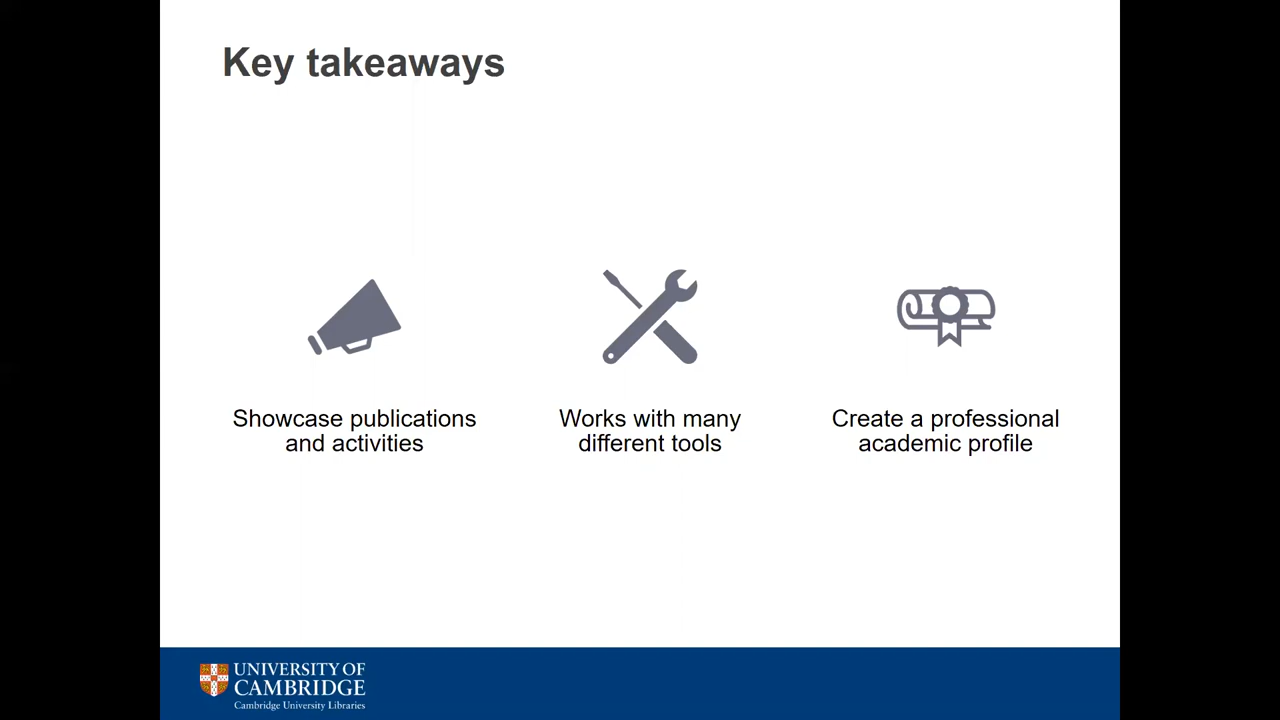 Key takeaways
Showcase publications
and activities
Works with many
different tools
Create a professional
academic profile
UNIVERSITY OF
CAMBRIDGE
Cambridge University Libraries